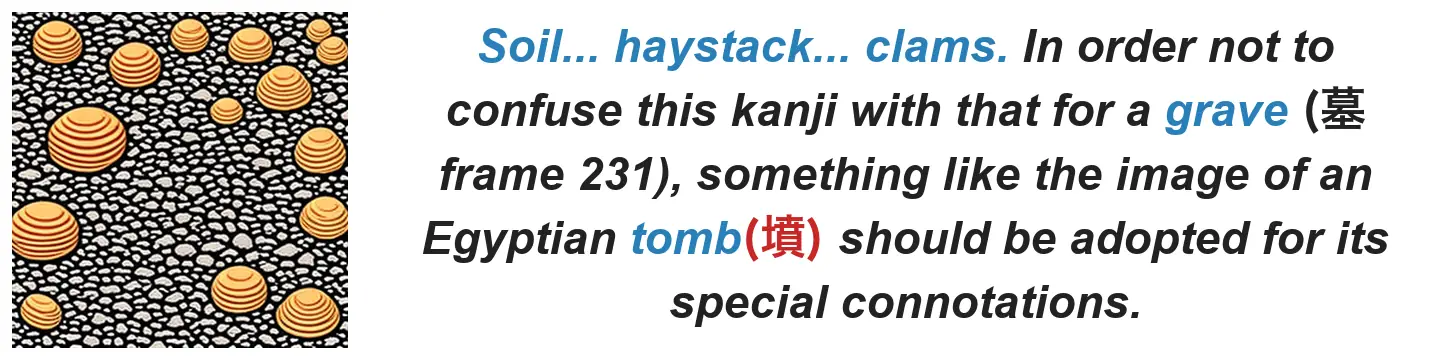 Soil... haystack... clams. In order not to
confuse this kanji with that for a grave (墓
frame 231), something like the image of an
Egyptian tomb(墳) should be adopted for its
special connotations.